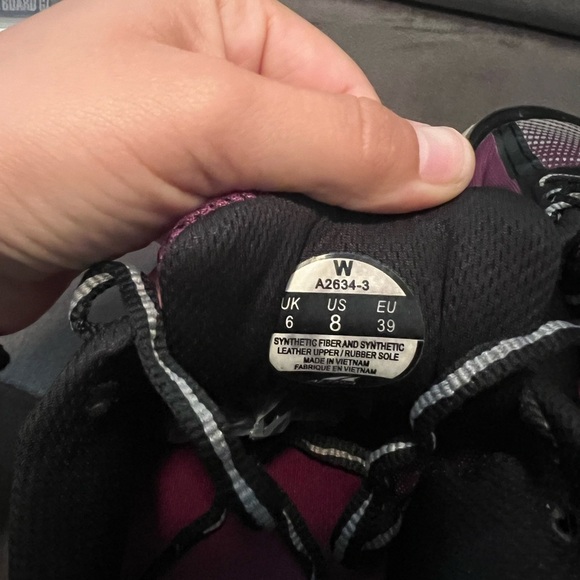 BOARD
W
A2634-3
UK US EU
6 8 39
SYNTHETIC FIBER AND SYNTHETIC
LEATHER UPPER / RUBBER SOLE
MADE IN VIETNAM
FABRIQUE EN VIETNAM